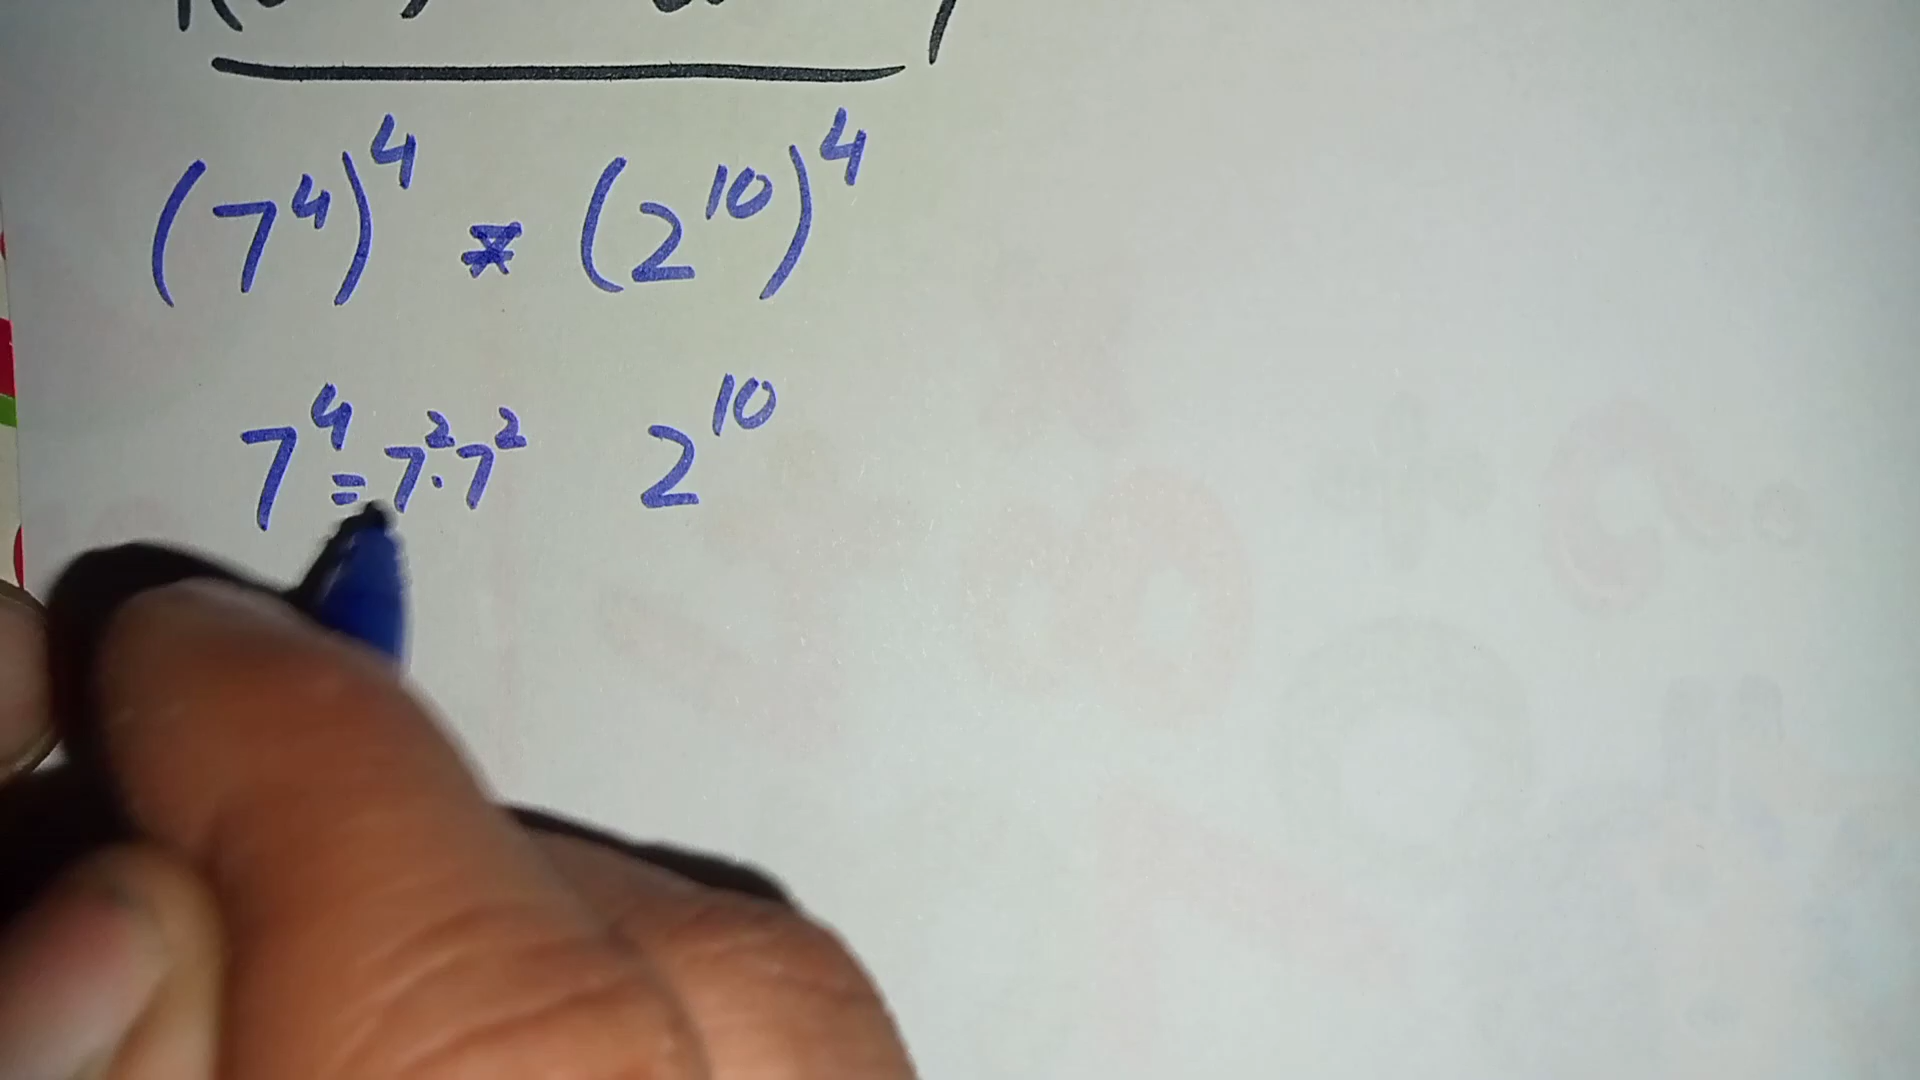 (7⁴)⁴ * (2¹⁰)⁴
7⁴ = 7² · 7² 2¹⁰